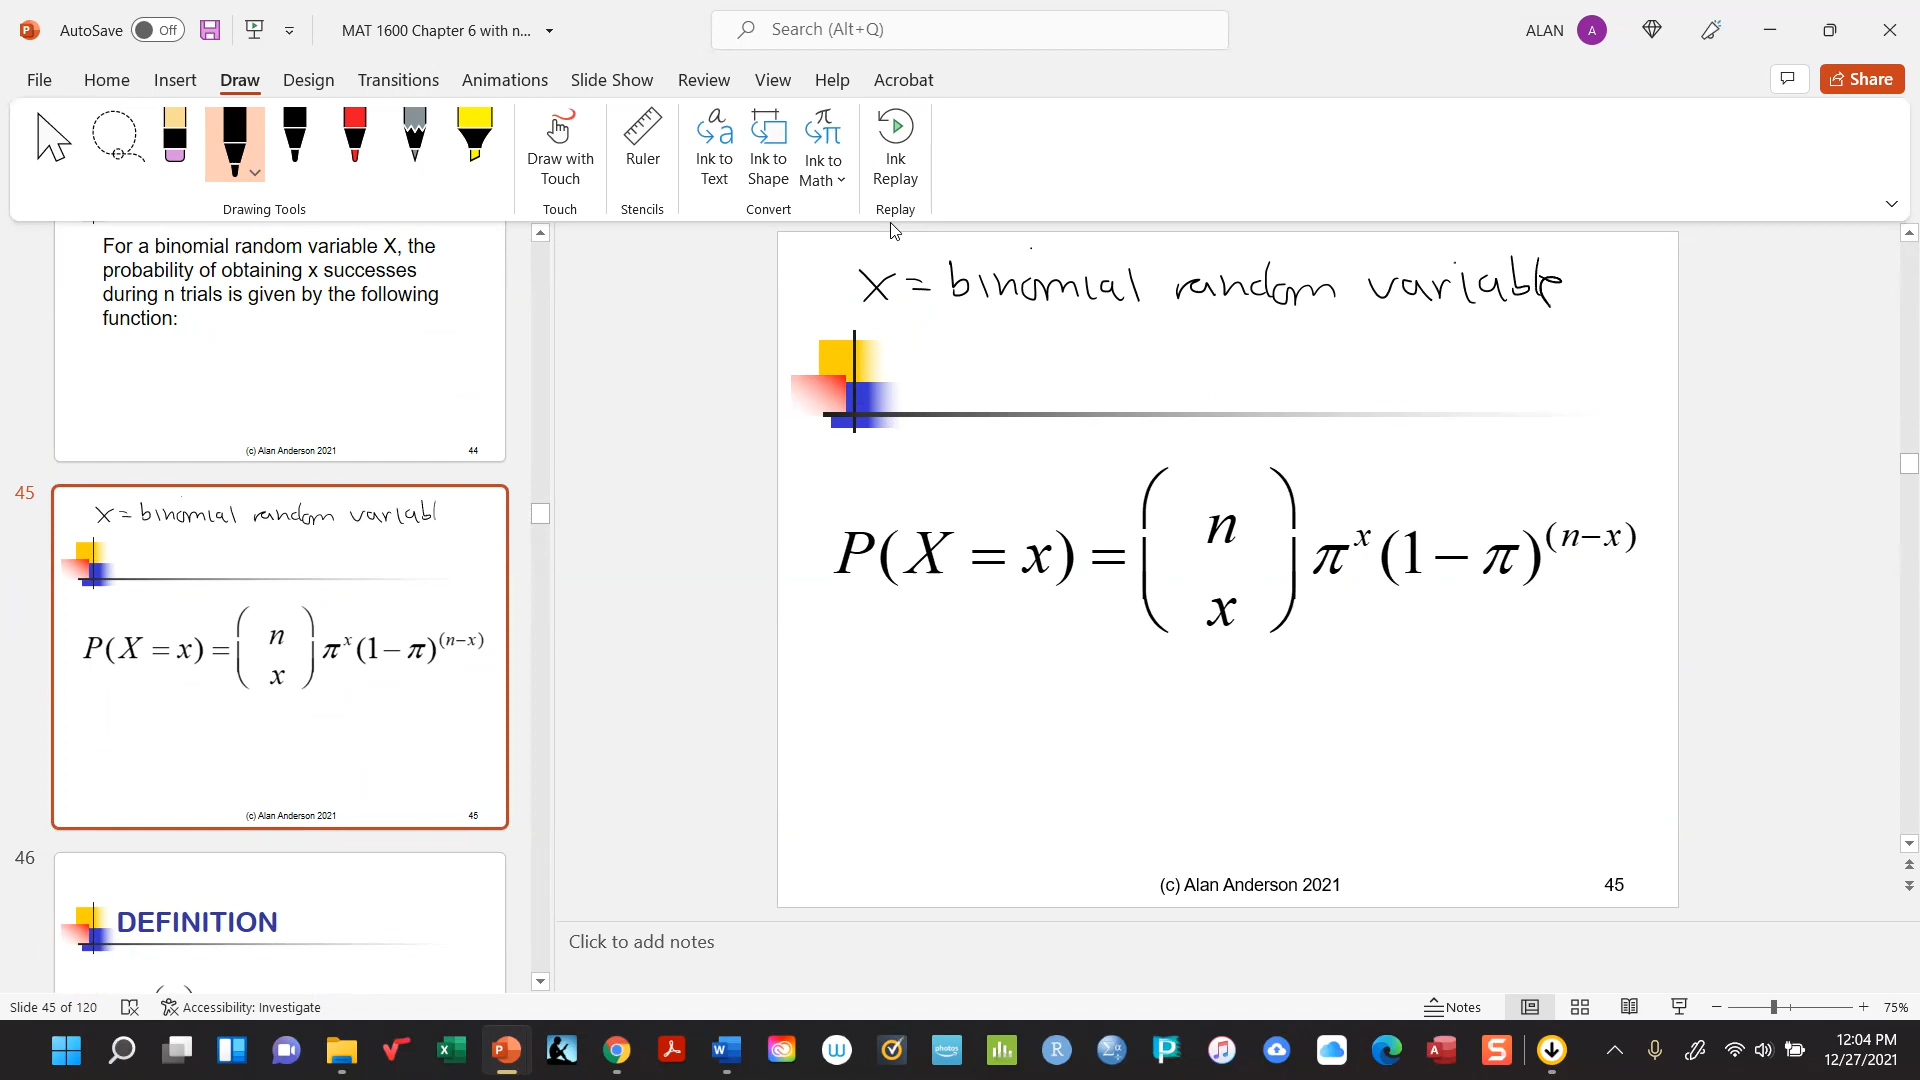 AutoSave Off MAT 1600 Chapter 6 with n... Search (Alt+Q) ALAN A
File Home Insert Draw Design Transitions Animations Slide Show Review View Help Acrobat Share
Draw with Touch
Ruler
Ink to Text
Ink to Shape
Ink to Math
Ink Replay
Drawing Tools Touch Stencils Convert Replay
For a binomial random variable X, the
probability of obtaining x successes
during n trials is given by the following
function:
(c) Alan Anderson 2021 44
45
X = binomial random variabl
P(X = x) = (n x) π^x (1 − π)^(n−x)
(c) Alan Anderson 2021 45
46
DEFINITION
X = binomial random variable
P(X = x) = (n x) π^x (1 − π)^(n−x)
(c) Alan Anderson 2021 45
Click to add notes
Slide 45 of 120 Accessibility: Investigate Notes 75%
12:04 PM
12/27/2021